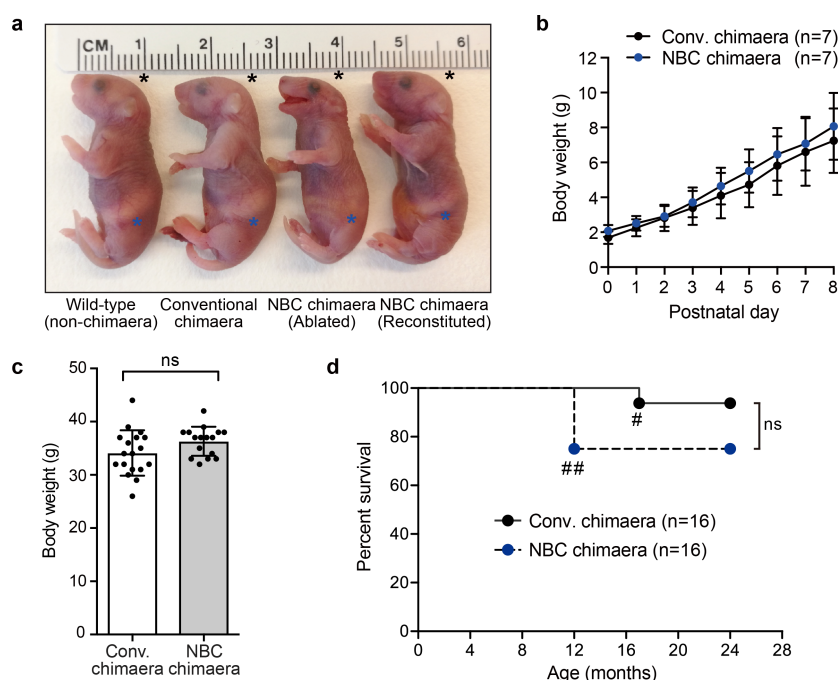 a
CM 1 2 3 4 5 6
* * * *
* * * *
Wild-type
(non-chimaera)
Conventional
chimaera
NBC chimaera
(Ablated)
NBC chimaera
(Reconstituted)
b
Conv. chimaera (n=7)
NBC chimaera (n=7)
Body weight (g)
12
10
8
6
4
2
0
0 1 2 3 4 5 6 7 8
Postnatal day
c
ns
Body weight (g)
50
40
30
20
10
0
Conv.
chimaera
NBC
chimaera
d
Percent survival
100
80
60
40
20
0
#
##
ns
Conv. chimaera (n=16)
NBC chimaera (n=16)
0 4 8 12 16 20 24 28
Age (months)